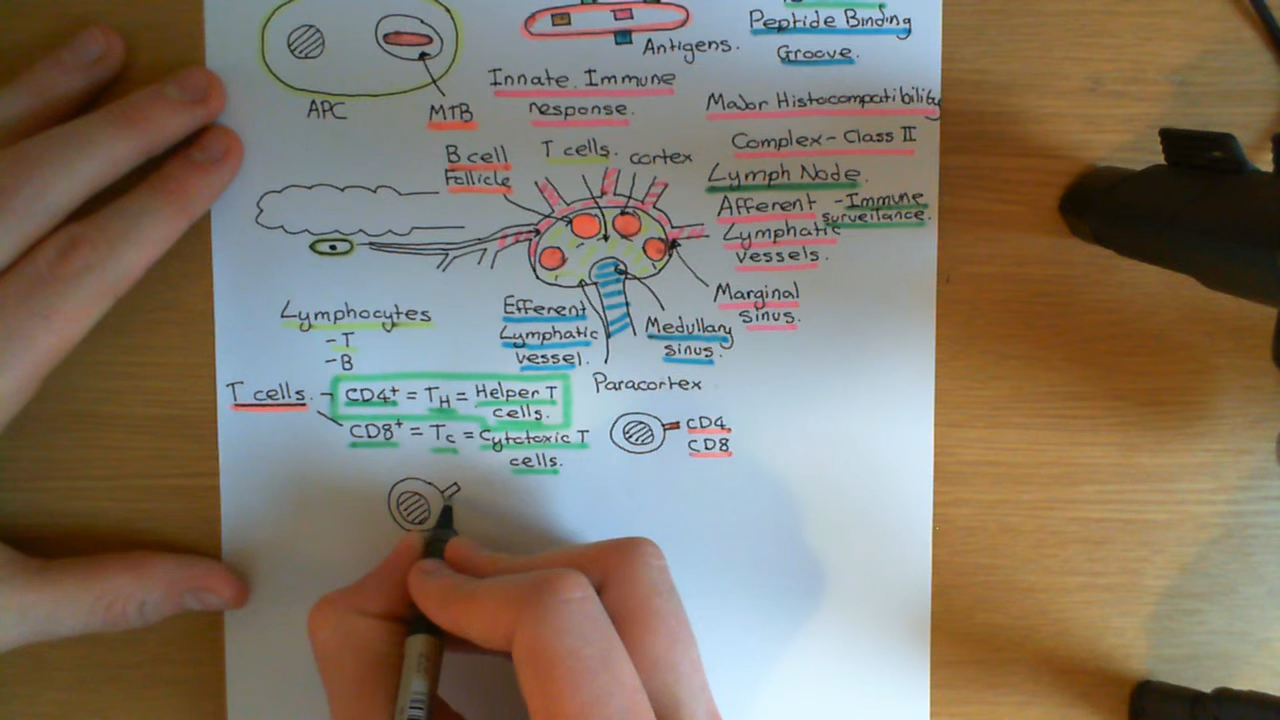 Peptide Binding
Groove.
Antigens.
APC
MTB
Innate Immune
response.
Major Histocompatibility
Complex - Class II
B cell
Follicle
T cells.
cortex
Lymph Node.
Afferent - Immune
surveilance.
Lymphatic
vessels.
Marginal
sinus.
Lymphocytes
- T
- B
Efferent
Lymphatic
vessel.
Medullary
sinus.
Paracortex
T cells. - CD4+ = TH = Helper T
cells.
CD8+ = Tc = Cytotoxic T
cells.
CD4
CD8